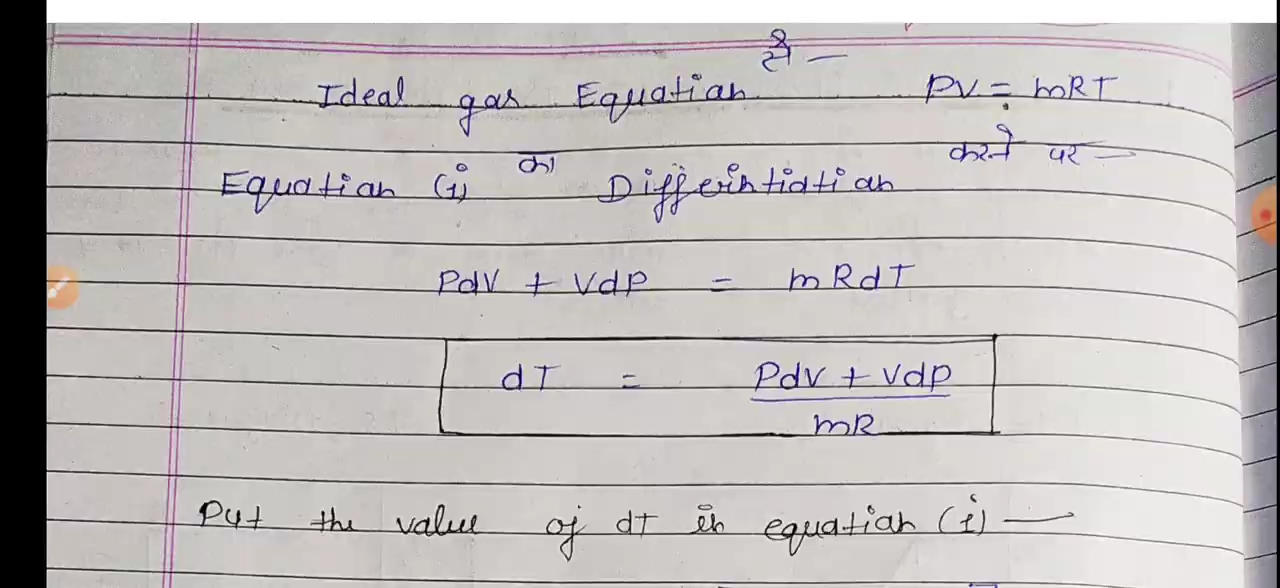 Ideal gas Equation से — PV = mRT
Equation (i) का Differintiation करने पर —
PdV + VdP = mRdT
dT = PdV + VdP / mR
Put the value of dT in equation (i) —